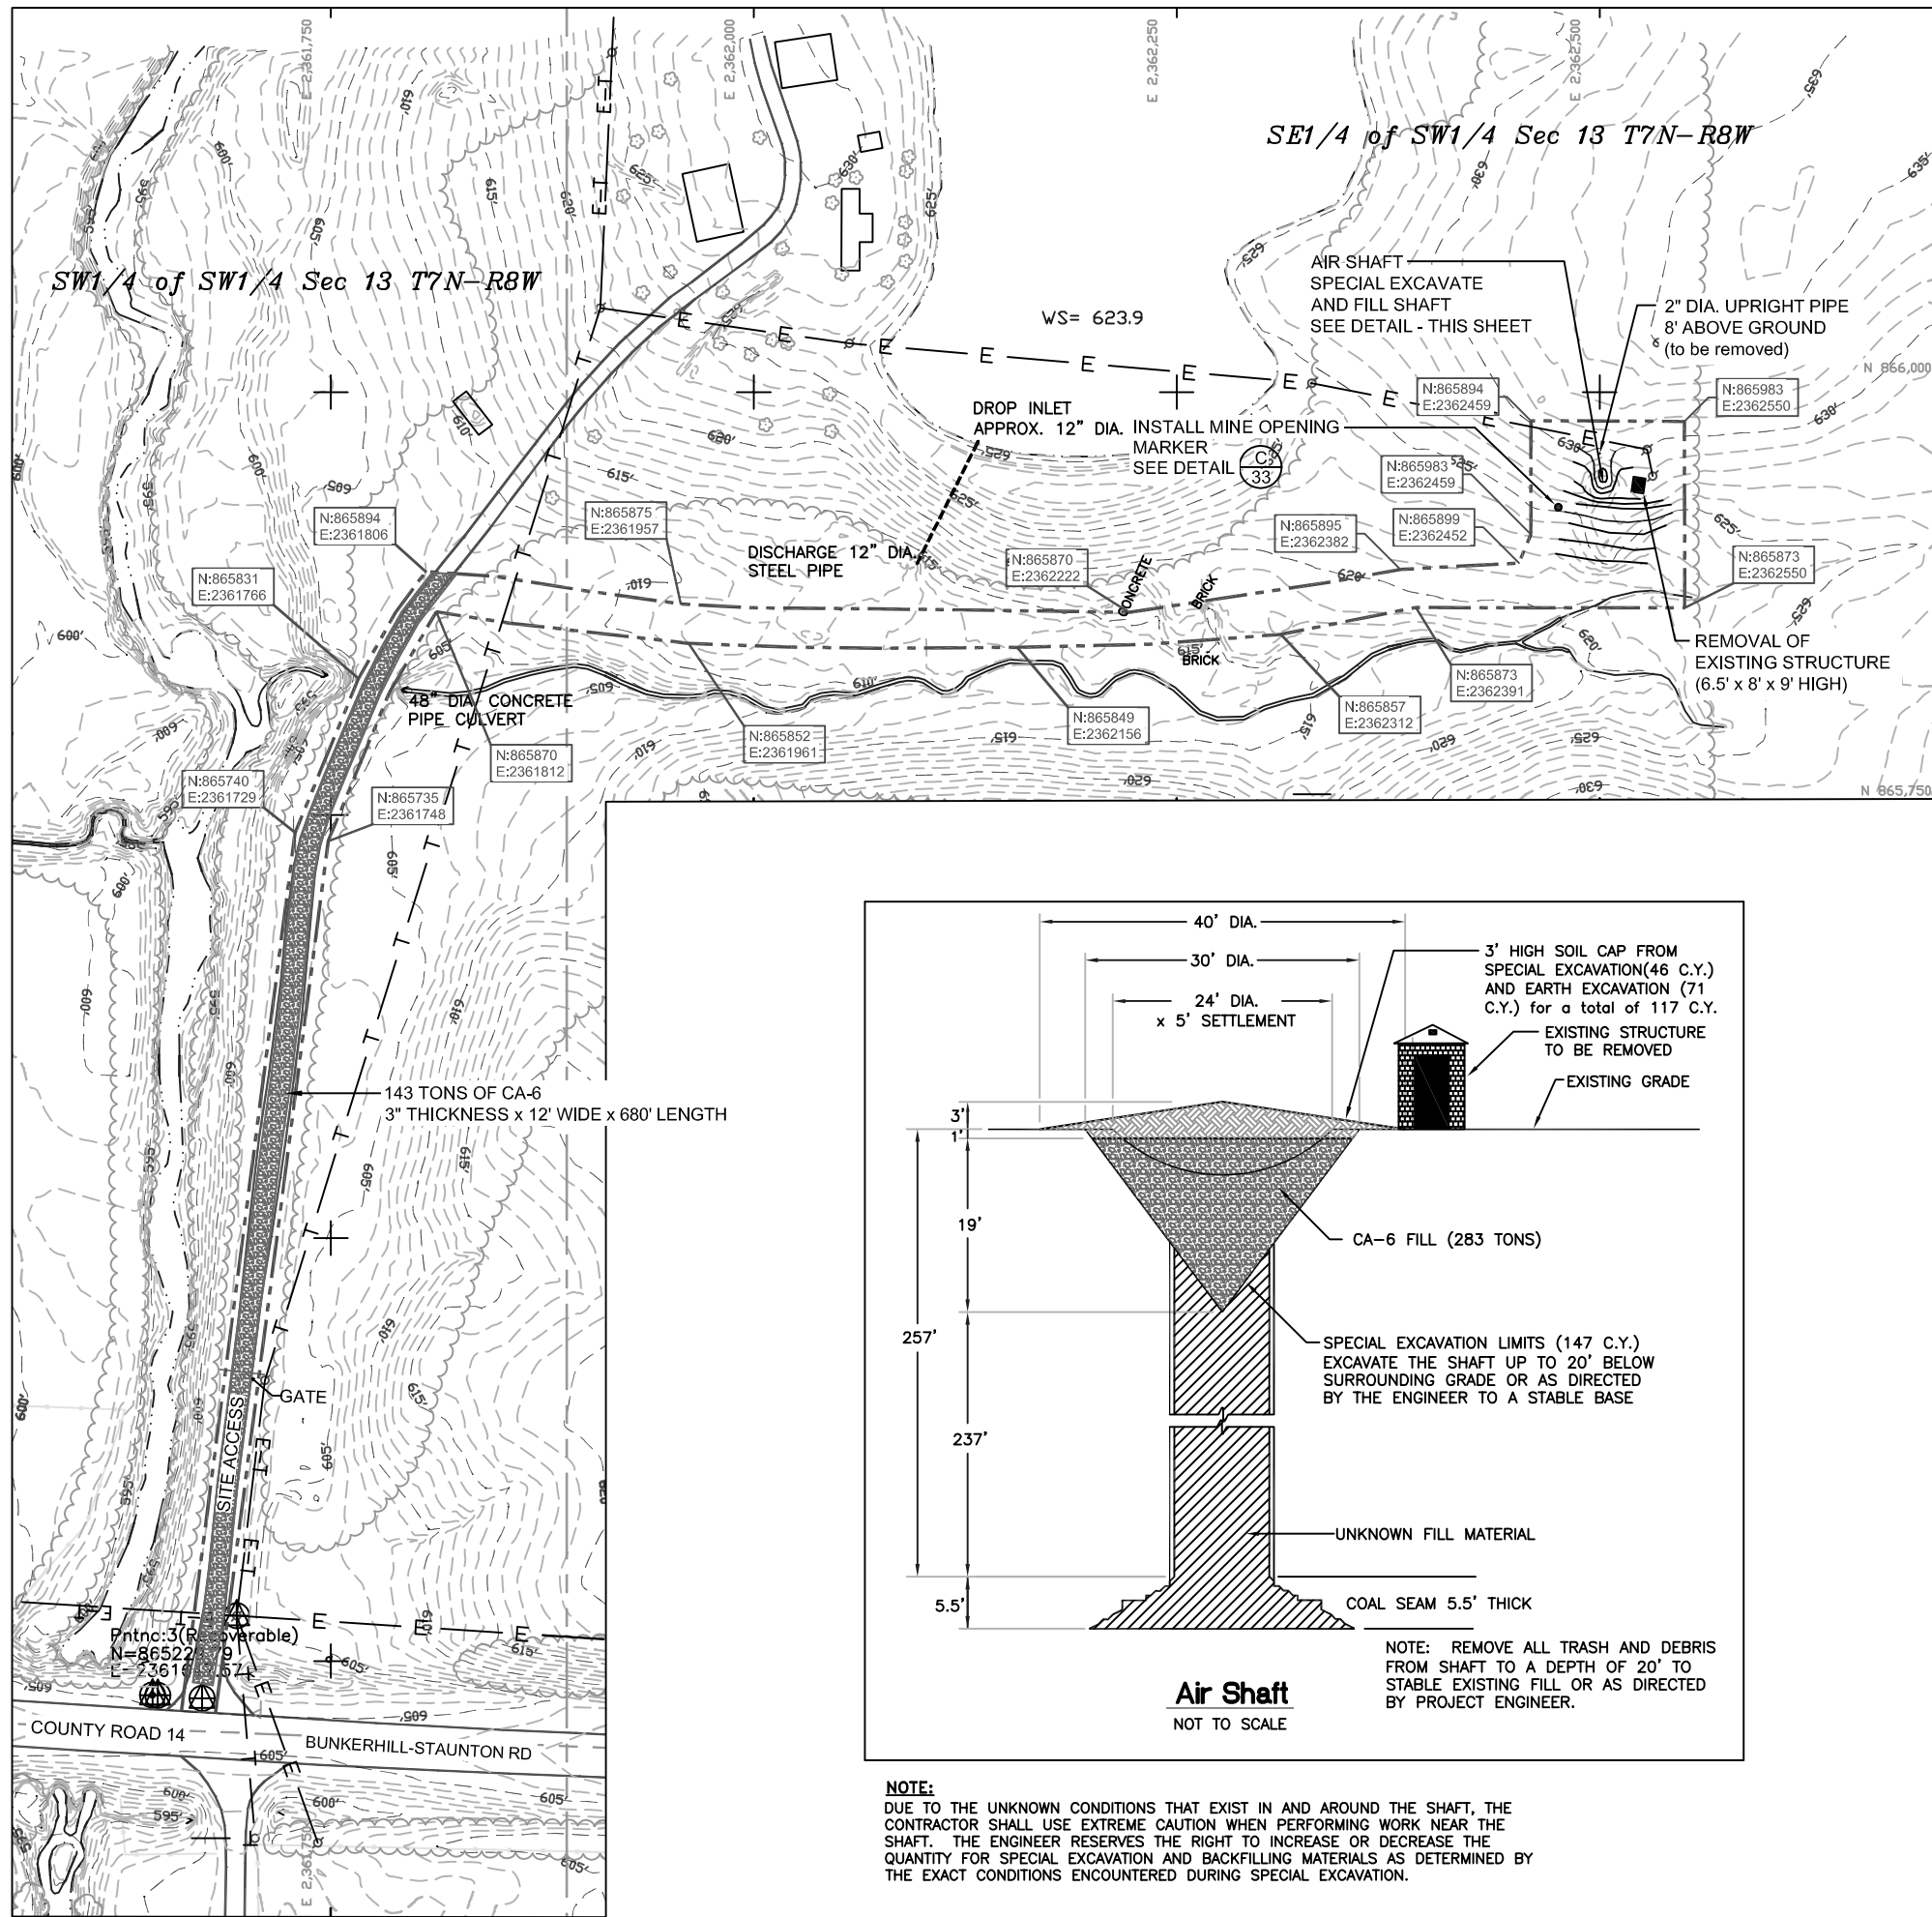 E 2,361,750
E 2,362,000
E 2,362,250
E 2,362,500
SE1/4 of SW1/4 Sec 13 T7N-R8W
SW1/4 of SW1/4 Sec 13 T7N-R8W
WS= 623.9
AIR SHAFT
SPECIAL EXCAVATE
AND FILL SHAFT
SEE DETAIL - THIS SHEET
2" DIA. UPRIGHT PIPE
8' ABOVE GROUND
(to be removed)
N 866,000
N:865894
E:2362459
N:865983
E:2362550
DROP INLET
APPROX. 12" DIA.
INSTALL MINE OPENING
MARKER
SEE DETAIL
C
33
N:865983
E:2362459
N:865894
E:2361806
N:865875
E:2361957
N:865895
E:2362382
N:865899
E:2362452
DISCHARGE 12" DIA.
STEEL PIPE
N:865870
E:2362222
CONCRETE
BRICK
BRICK
N:865873
E:2362550
N:865831
E:2361766
REMOVAL OF
EXISTING STRUCTURE
(6.5' x 8' x 9' HIGH)
48" DIA. CONCRETE
PIPE CULVERT
N:865873
E:2362391
N:865857
E:2362312
N:865849
E:2362156
N:865852
E:2361961
N:865870
E:2361812
N:865740
E:2361729
N:865735
E:2361748
N 865,750
143 TONS OF CA-6
3" THICKNESS x 12' WIDE x 680' LENGTH
GATE
SITE ACCESS
COUNTY ROAD 14
BUNKERHILL-STAUNTON RD
40' DIA.
30' DIA.
24' DIA.
x 5' SETTLEMENT
3' HIGH SOIL CAP FROM
SPECIAL EXCAVATION(46 C.Y.)
AND EARTH EXCAVATION (71
C.Y.) for a total of 117 C.Y.
EXISTING STRUCTURE
TO BE REMOVED
EXISTING GRADE
3'
1'
19'
257'
237'
5.5'
CA-6 FILL (283 TONS)
SPECIAL EXCAVATION LIMITS (147 C.Y.)
EXCAVATE THE SHAFT UP TO 20' BELOW
SURROUNDING GRADE OR AS DIRECTED
BY THE ENGINEER TO A STABLE BASE
UNKNOWN FILL MATERIAL
COAL SEAM 5.5' THICK
NOTE: REMOVE ALL TRASH AND DEBRIS
FROM SHAFT TO A DEPTH OF 20' TO
STABLE EXISTING FILL OR AS DIRECTED
BY PROJECT ENGINEER.
Air Shaft
NOT TO SCALE
NOTE:
DUE TO THE UNKNOWN CONDITIONS THAT EXIST IN AND AROUND THE SHAFT, THE
CONTRACTOR SHALL USE EXTREME CAUTION WHEN PERFORMING WORK NEAR THE
SHAFT. THE ENGINEER RESERVES THE RIGHT TO INCREASE OR DECREASE THE
QUANTITY FOR SPECIAL EXCAVATION AND BACKFILLING MATERIALS AS DETERMINED BY
THE EXACT CONDITIONS ENCOUNTERED DURING SPECIAL EXCAVATION.